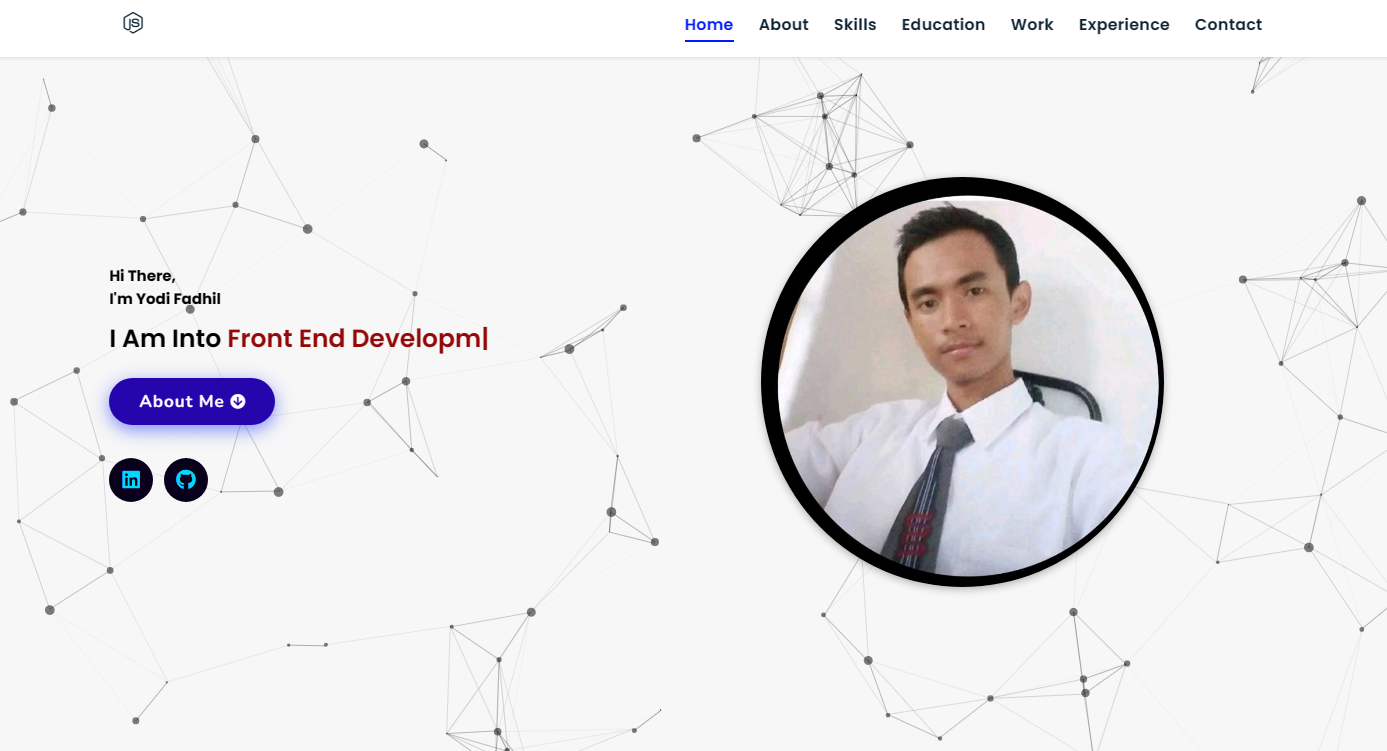 JS
Home About Skills Education Work Experience Contact
Hi There,
I'm Yodi Fadhil
I Am Into Front End Developm|
About Me
in